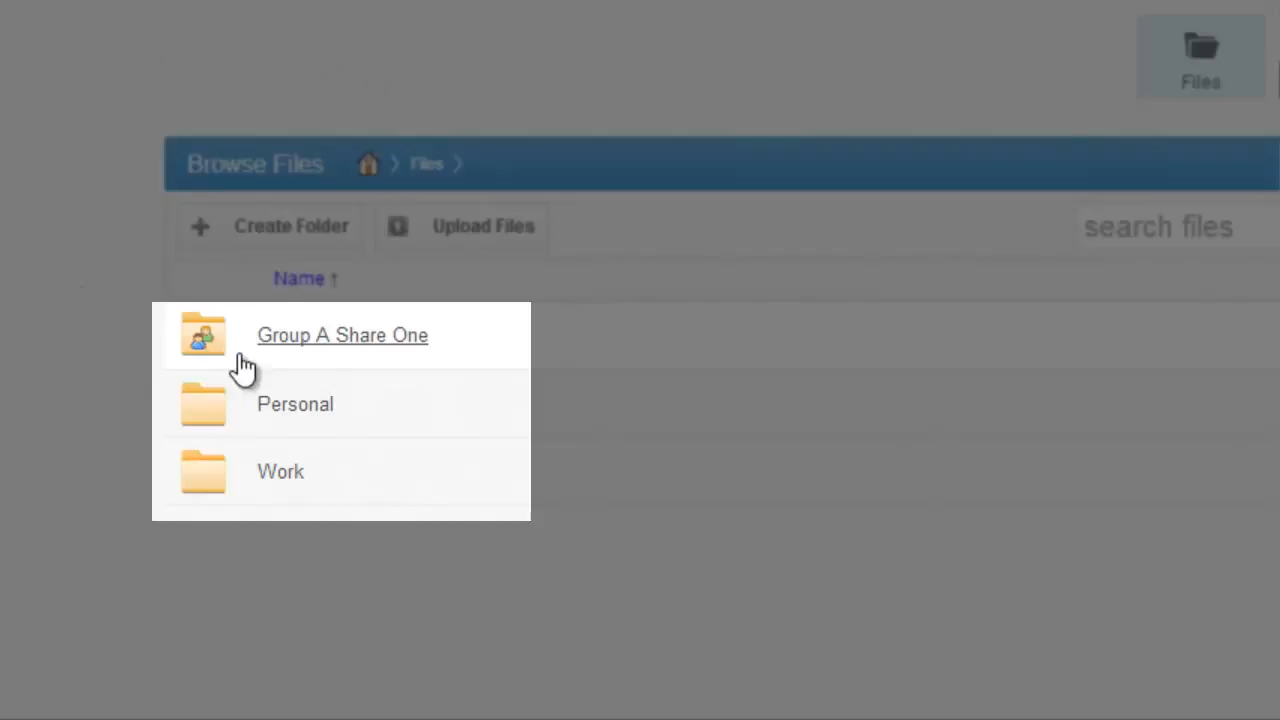 Files
Browse Files 〉 Files 〉
Create Folder Upload Files search files
Name ↑
Group A Share One
Personal
Work